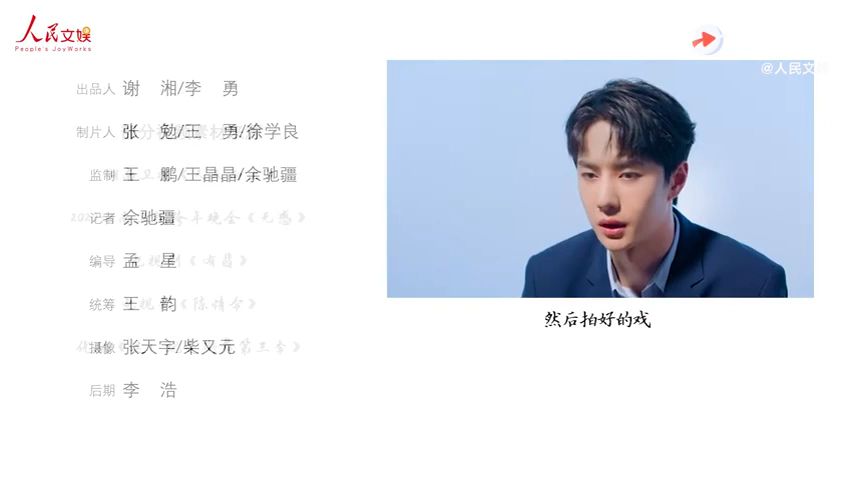 人民文娱
People's JoyWorks
@人民文
出品人 谢 湘/李 勇
制片人 张 勉/王 勇/徐学良
监制 王 鹏/王晶晶/余驰疆
记者 余驰疆
编导 孟 星
统筹 王 韵
摄像 张天宇/柴又元
后期 李 浩
然后拍好的戏